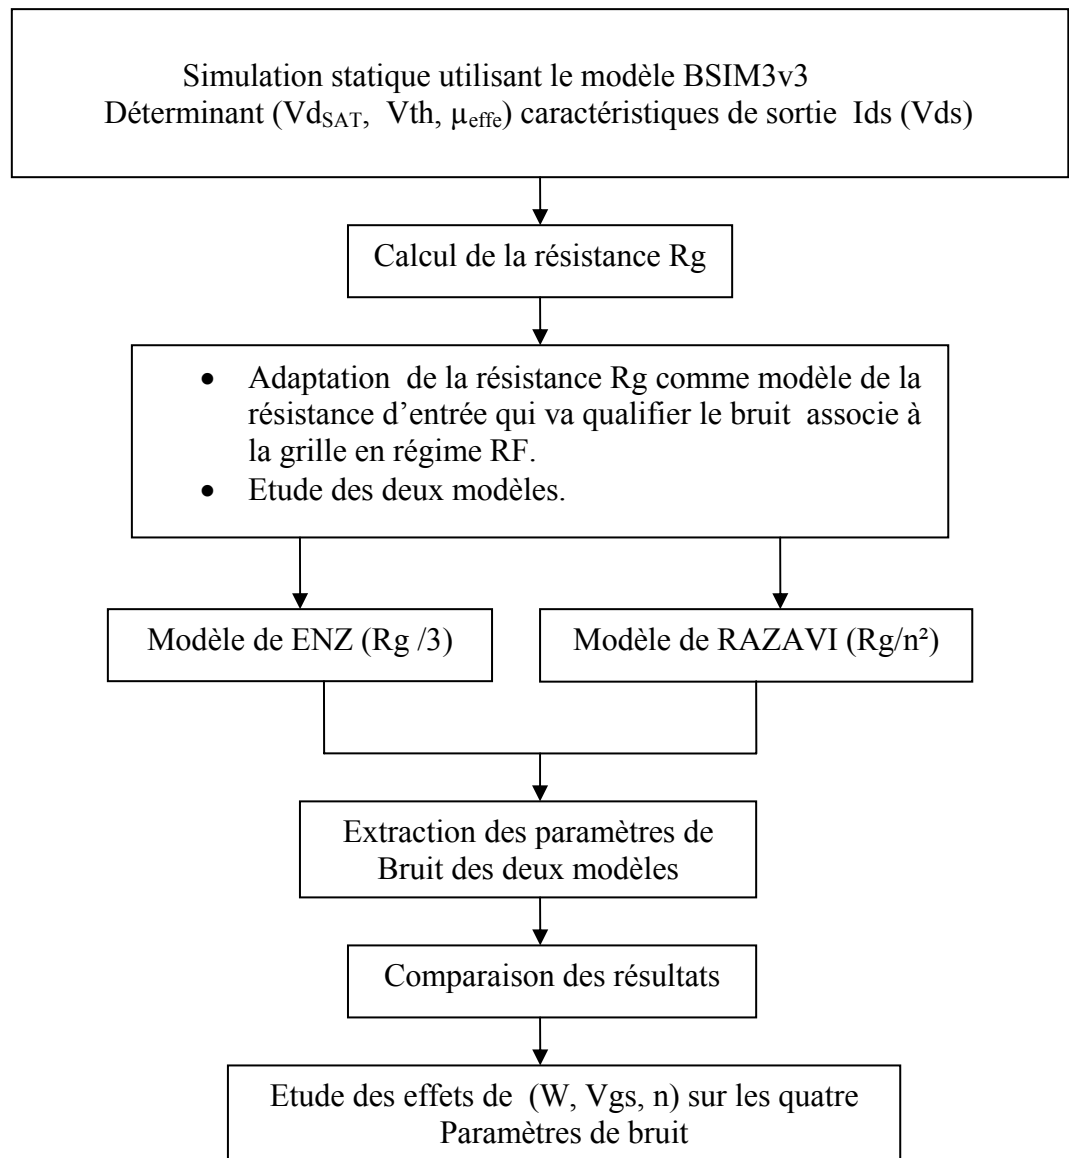 Simulation statique utilisant le modèle BSIM3v3
Déterminant (Vd_SAT, Vth, µ_effe) caractéristiques de sortie Ids (Vds)
Calcul de la résistance Rg
• Adaptation de la résistance Rg comme modèle de la
résistance d’entrée qui va qualifier le bruit associe à
la grille en régime RF.
• Etude des deux modèles.
Modèle de ENZ (Rg /3)
Modèle de RAZAVI (Rg/n²)
Extraction des paramètres de
Bruit des deux modèles
Comparaison des résultats
Etude des effets de (W, Vgs, n) sur les quatre
Paramètres de bruit